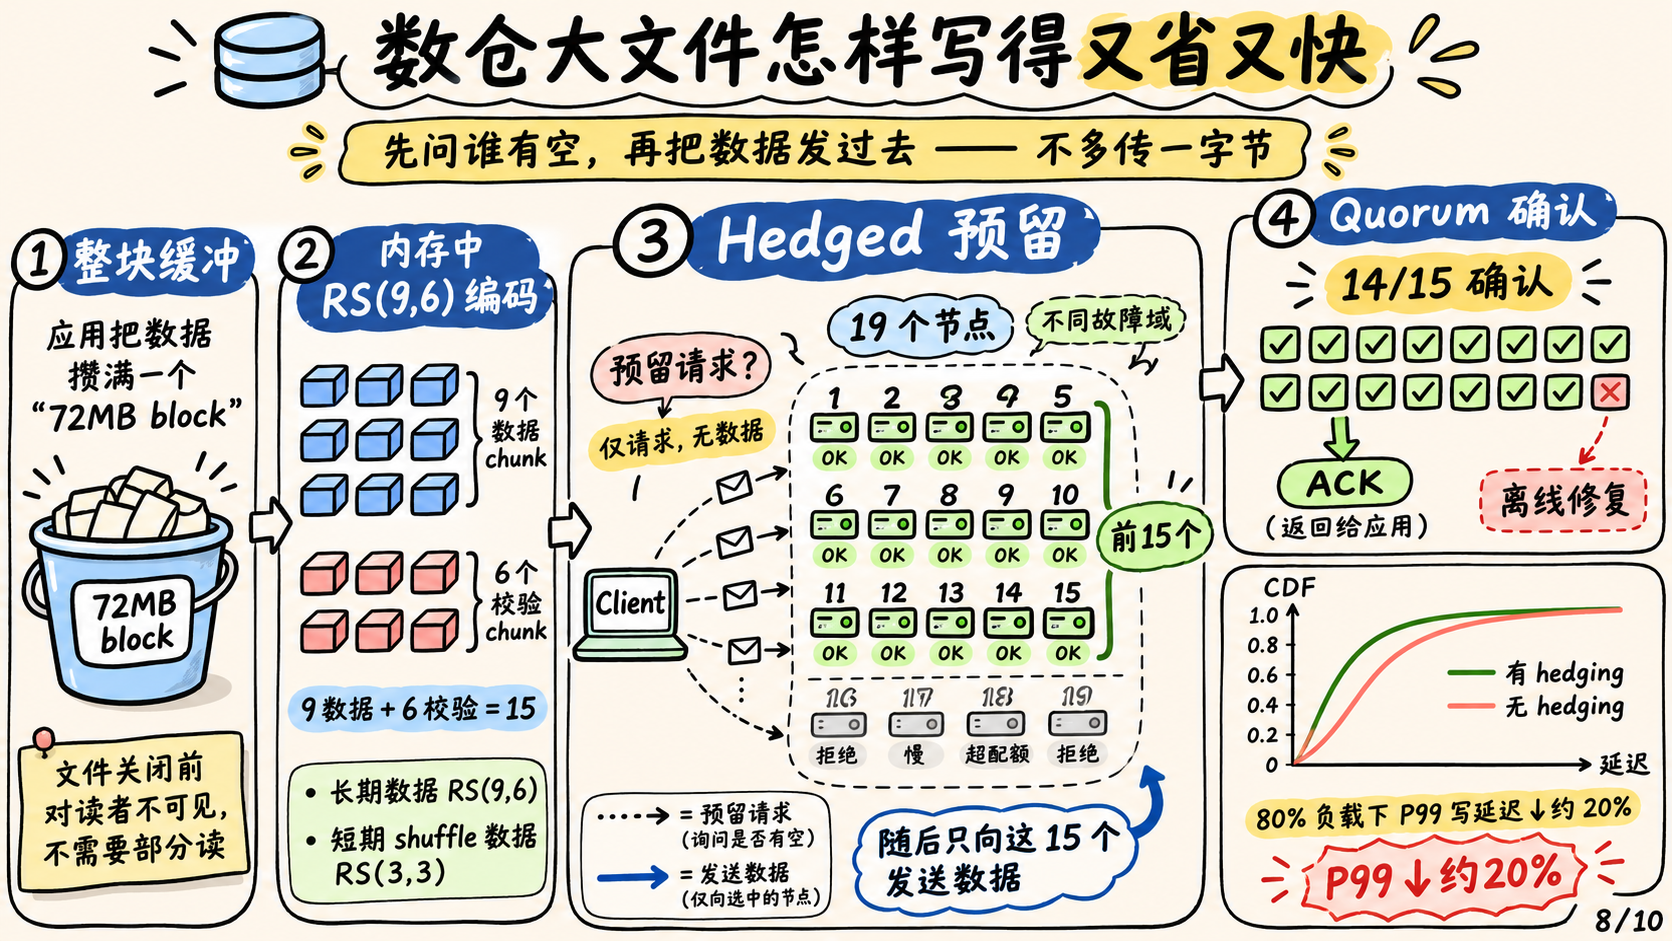 数仓大文件怎样写得又省又快
先问谁有空，再把数据发过去 —— 不多传一字节
1 整块缓冲
应用把数据
攒满一个
“72MB block”
72MB
block
文件关闭前
对读者不可见，
不需要部分读
2 内存中
RS(9,6) 编码
9个
数据
chunk
6个
校验
chunk
9数据+6校验=15
• 长期数据 RS(9,6)
• 短期 shuffle 数据
RS(3,3)
3 Hedged 预留
预留请求？
仅请求，无数据
Client
19 个节点
不同故障域
1 2 3 4 5
OK OK OK OK OK
6 7 8 9 10
OK OK OK OK OK
11 12 13 14 15
OK OK OK OK OK
前15个
16 17 18 19
拒绝 慢 超配额 拒绝
= 预留请求
(询问是否有空)
= 发送数据
(仅向选中的节点)
随后只向这 15 个
发送数据
4 Quorum 确认
14/15 确认
ACK
(返回给应用)
离线修复
CDF
1.0
0.8
0.6
0.4
0.2
0
有 hedging
无 hedging
延迟
80% 负载下 P99 写延迟↓约 20%
P99↓约20%
8/10